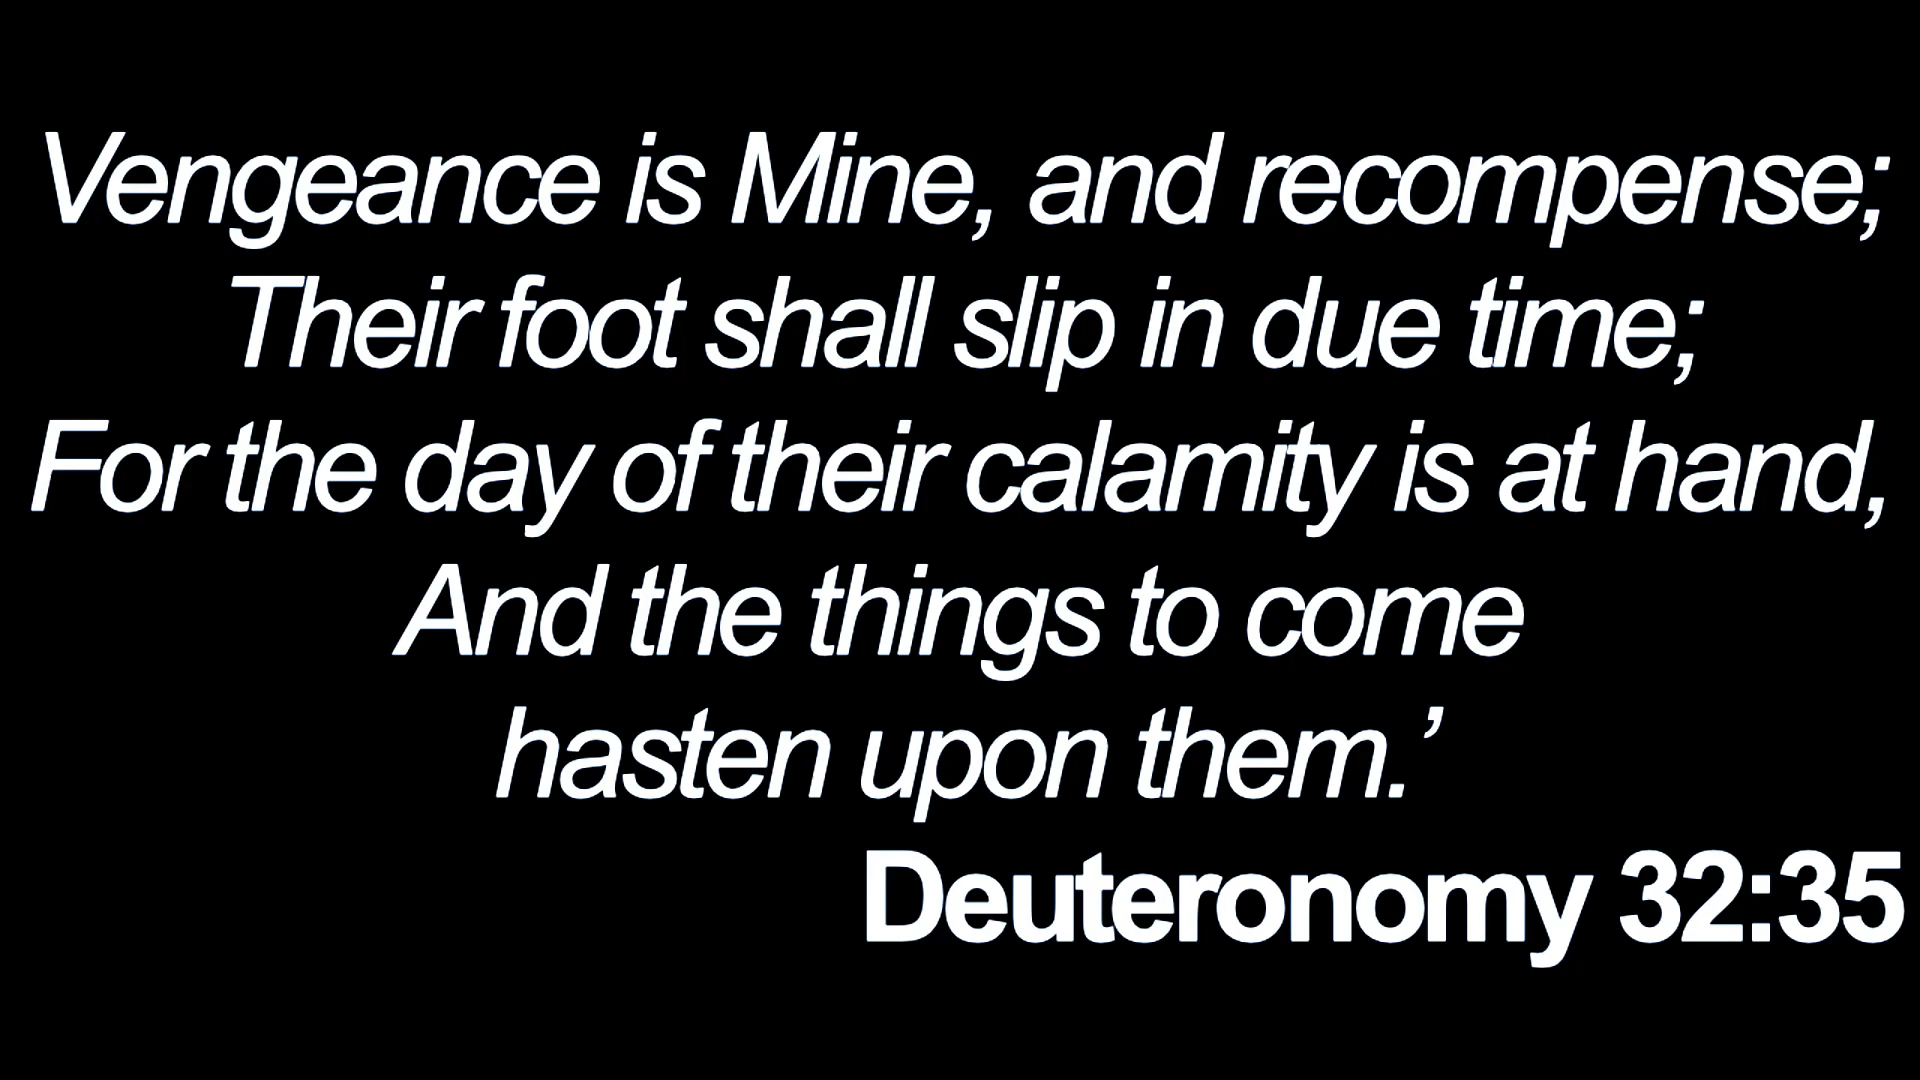 Vengeance is Mine, and recompense;
Their foot shall slip in due time;
For the day of their calamity is at hand,
And the things to come
hasten upon them.’
Deuteronomy 32:35